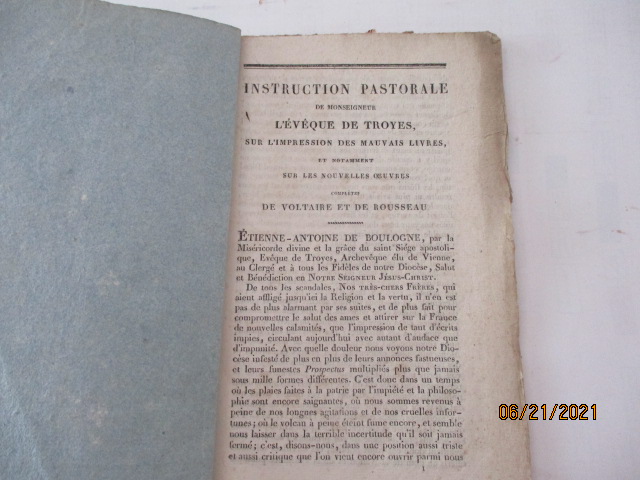 INSTRUCTION PASTORALE
DE MONSEIGNEUR
L'ÉVÊQUE DE TROYES,
SUR L'IMPRESSION DES MAUVAIS LIVRES,
ET NOTAMMENT
SUR LES NOUVELLES ŒUVRES
COMPLÈTES
DE VOLTAIRE ET DE ROUSSEAU.
ÉTIENNE-ANTOINE DE BOULOGNE, par la
Miséricorde divine et la grâce du saint Siége apostoli-
que, Evêque de Troyes, Archevêque élu de Vienne,
au Clergé et à tous les Fidèles de notre Diocèse, Salut
et Bénédiction en NOTRE SEIGNEUR JÉSUS-CHRIST.
De tous les scandales, NOS TRÈS-CHERS FRÈRES, qui
aient affligé jusqu'ici la Religion et la vertu, il n'en est
pas de plus alarmant par ses suites, et de plus fait pour
compromettre le salut des ames et attirer sur la France
de nouvelles calamités, que l'impression de tant d'écrits
impies, circulant aujourd'hui avec autant d'audace que
d'impunité. Avec quelle douleur nous voyons notre Dio-
cèse infesté de plus en plus de leurs annonces fastueuses,
et leurs funestes Prospectus multipliés plus que jamais
sous mille formes différentes. C'est donc dans un temps
où les plaies faites à la patrie par l'impiété et la philoso-
phie sont encore saignantes, où nous sommes revenus à
peine de nos longues agitations et de nos cruelles infor-
tunes; où le volcan à peine éteint fume encore, et semble
nous laisser dans la terrible incertitude qu'il soit jamais
fermé; c'est, disons-nous, dans une position aussi triste
et aussi critique que l'on vient encore ouvrir parmi nous
1
06/21/2021